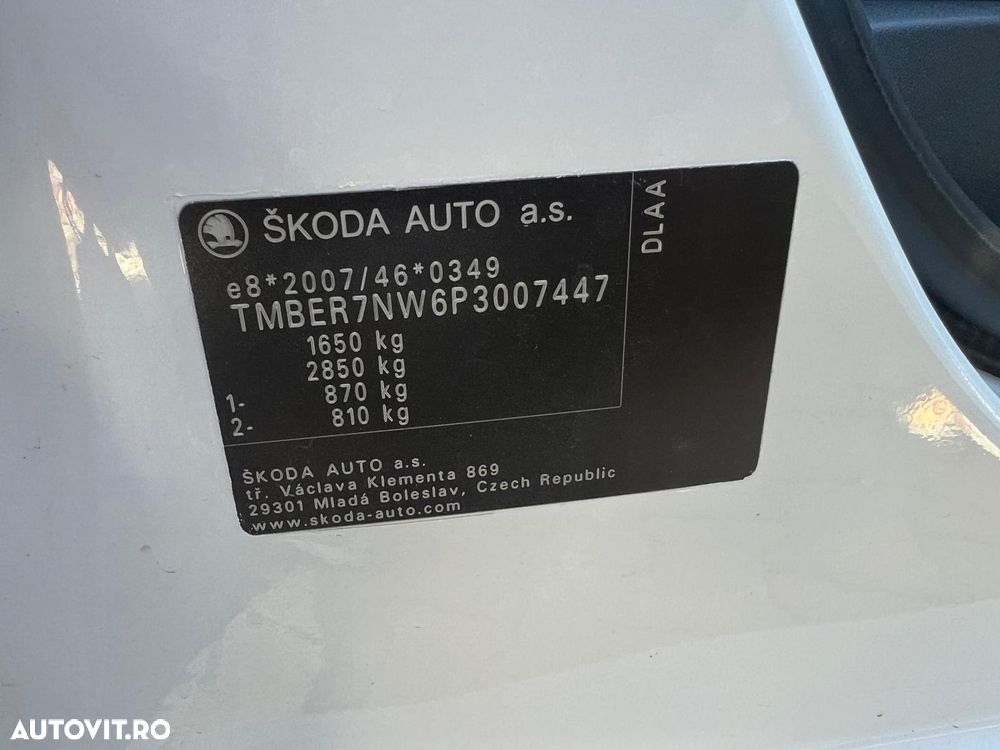 ŠKODA AUTO a.s.
DLAA
e8*2007/46*0349
TMBER7NW6P3007447
1650 kg
2850 kg
1- 870 kg
2- 810 kg
ŠKODA AUTO a.s.
tř. Václava Klementa 869
29301 Mladá Boleslav, Czech Republic
www.skoda-auto.com
AUTOVIT.RO